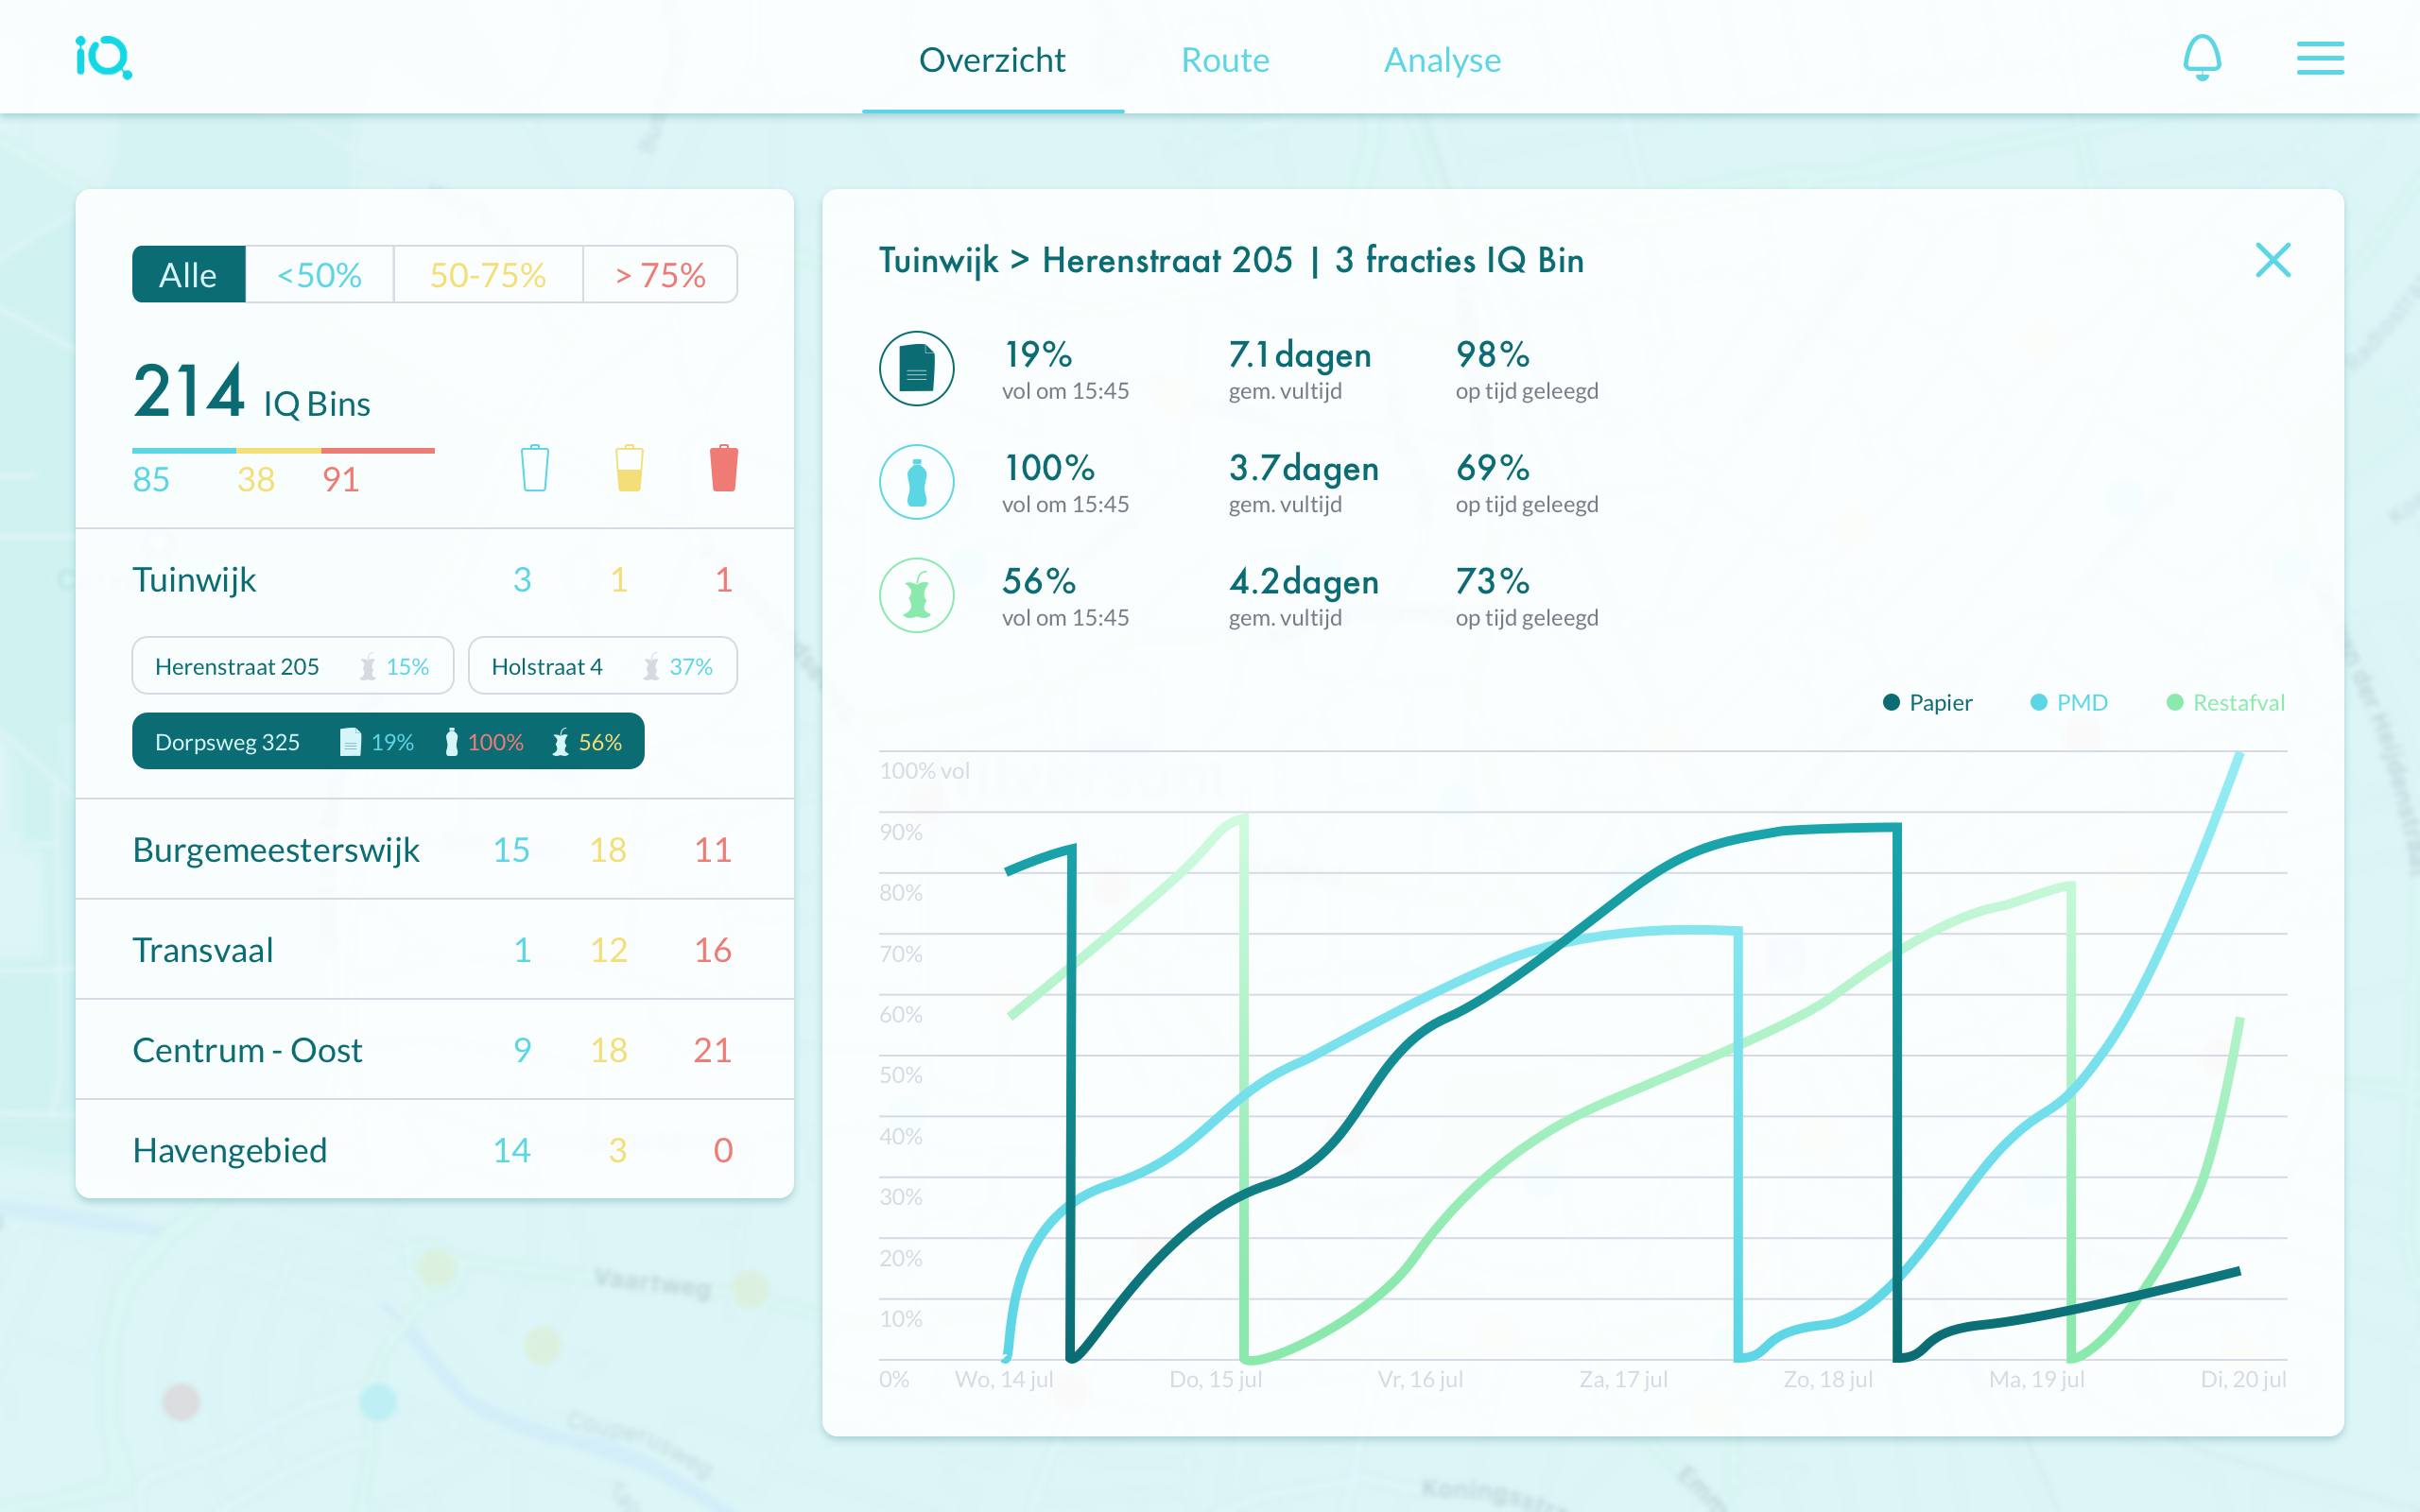 iQ
Overzicht Route Analyse
Alle <50% 50-75% > 75%
214 IQ Bins
85 38 91
Tuinwijk 3 1 1
Herenstraat 205 15% Holstraat 4 37%
Dorpsweg 325 19% 100% 56%
Burgemeesterswijk 15 18 11
Transvaal 1 12 16
Centrum - Oost 9 18 21
Havengebied 14 3 0
Tuinwijk > Herenstraat 205 | 3 fracties IQ Bin
19% 7.1 dagen 98%
vol om 15:45 gem. vultijd op tijd geleegd
100% 3.7 dagen 69%
vol om 15:45 gem. vultijd op tijd geleegd
56% 4.2 dagen 73%
vol om 15:45 gem. vultijd op tijd geleegd
Papier PMD Restafval
100% vol
90%
80%
70%
60%
50%
40%
30%
20%
10%
0% Wo, 14 jul Do, 15 jul Vr, 16 jul Za, 17 jul Zo, 18 jul Ma, 19 jul Di, 20 jul
Vaartweg
Couperusweg